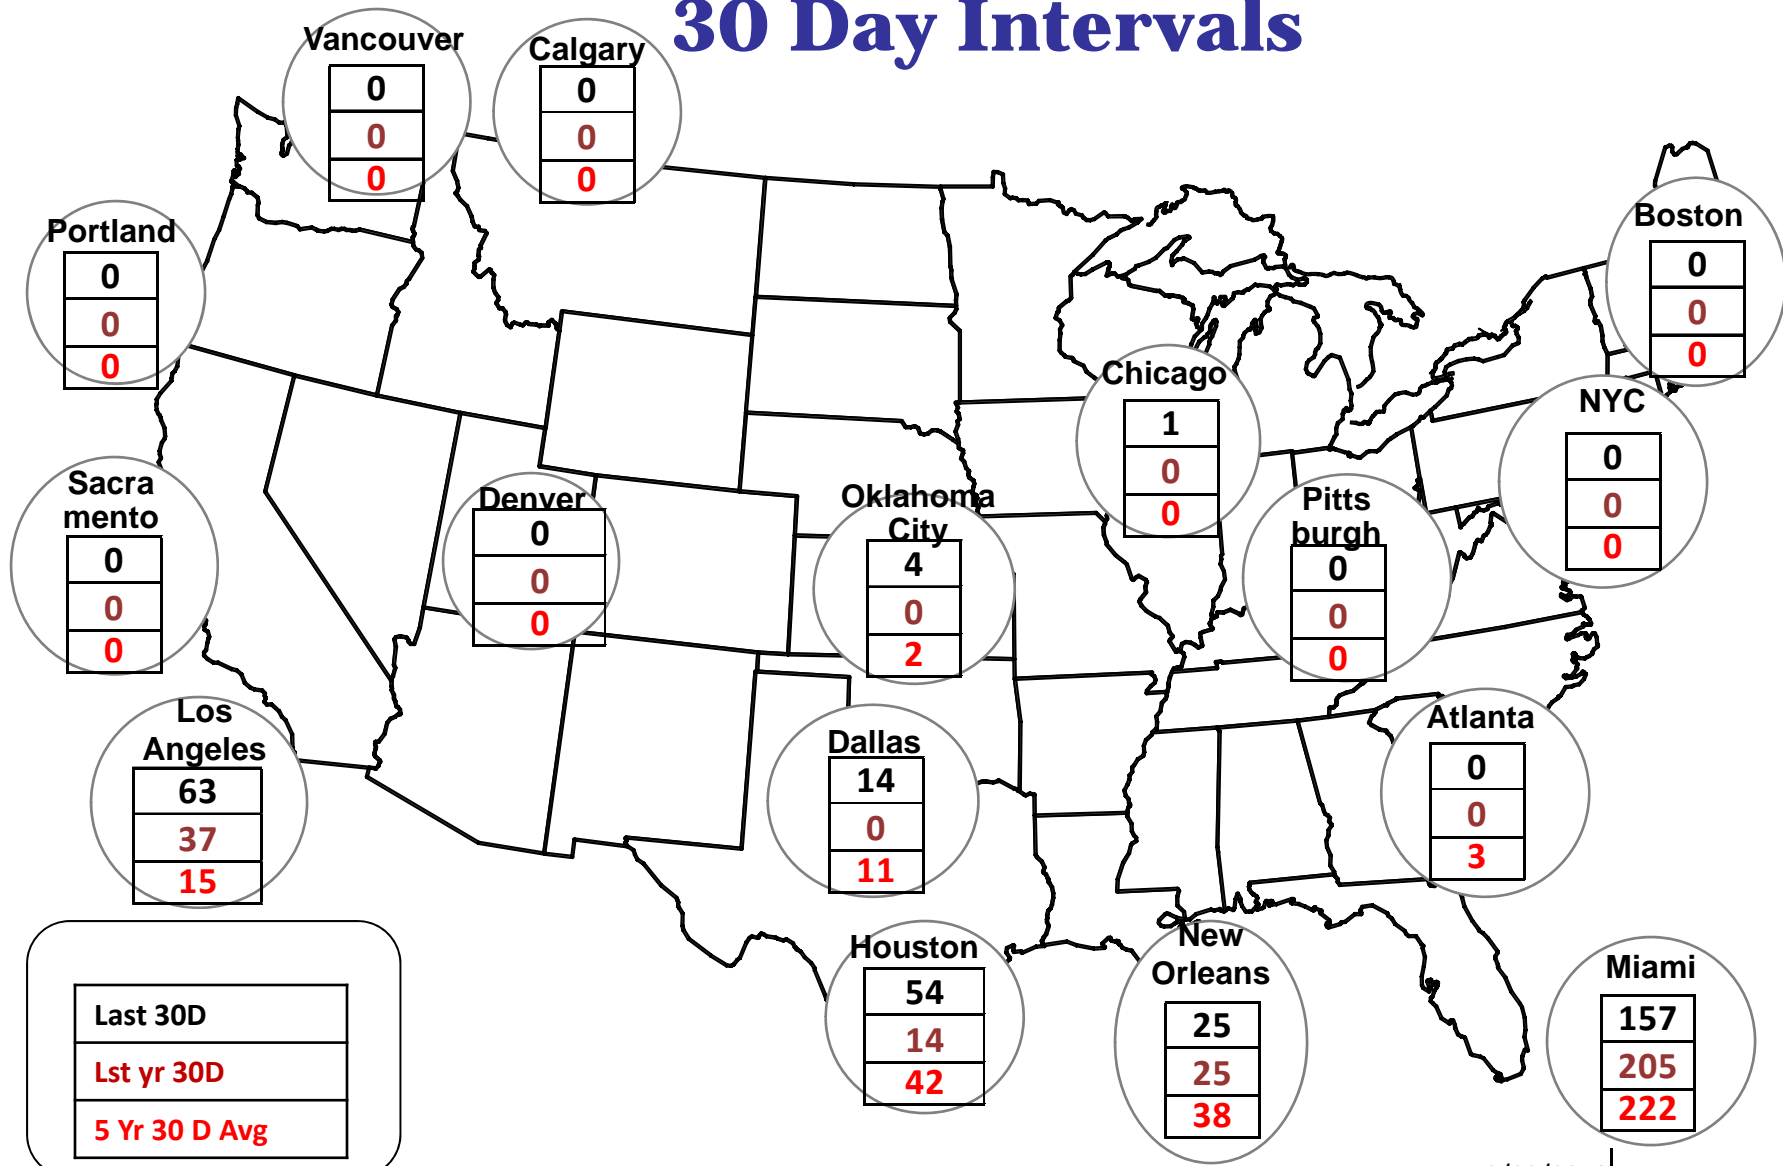 30 Day Intervals
Vancouver
0
0
0
Calgary
0
0
0
Portland
0
0
0
Boston
0
0
0
Chicago
1
0
0
NYC
0
0
0
Sacra
mento
0
0
0
Denver
0
0
0
Oklahoma
City
4
0
2
Pitts
burgh
0
0
0
Los
Angeles
63
37
15
Dallas
14
0
11
Atlanta
0
0
3
Houston
54
14
42
New
Orleans
25
25
38
Miami
157
205
222
Last 30D
Lst yr 30D
5 Yr 30 D Avg